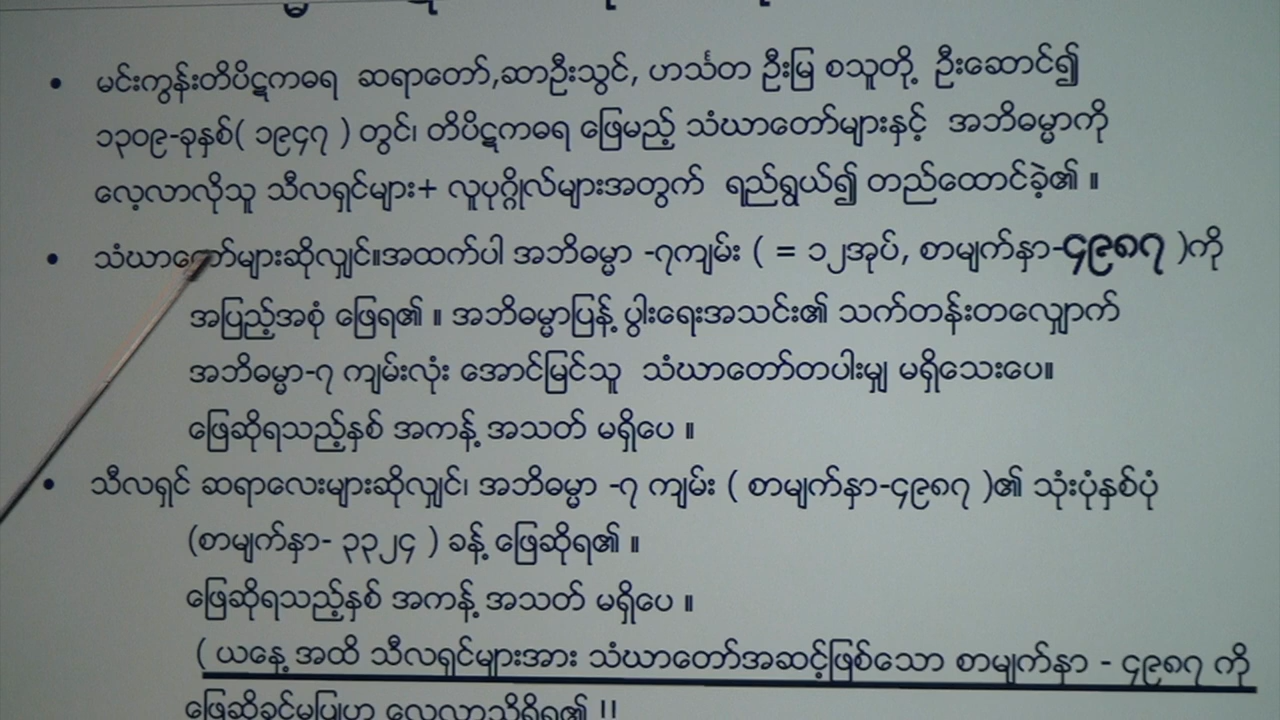 • မင်းကွန်းတိပိဋကဓရ ဆရာတော်,ဆာဦးသွင်, ဟင်္သတ ဦးမြ စသူတို့ ဦးဆောင်၍
၁၃၀၉-ခုနှစ်( ၁၉၄၇ ) တွင်၊ တိပိဋကဓရ ဖြေမည့် သံဃာတော်များနှင့် အဘိဓမ္မာကို
လေ့လာလိုသူ သီလရှင်များ+ လူပုဂ္ဂိုလ်များအတွက် ရည်ရွယ်၍ တည်ထောင်ခဲ့၏ ။
• သံဃာတော်များဆိုလျှင်။အထက်ပါ အဘိဓမ္မာ -၇ကျမ်း ( = ၁၂အုပ်, စာမျက်နှာ-၄၉၈၇ )ကို
အပြည့်အစုံ ဖြေရ၏ ။ အဘိဓမ္မာပြန့် ပွါးရေးအသင်း၏ သက်တန်းတလျှောက်
အဘိဓမ္မာ-၇ ကျမ်းလုံး အောင်မြင်သူ သံဃာတော်တပါးမျှ မရှိသေးပေ။
ဖြေဆိုရသည့်နှစ် အကန့် အသတ် မရှိပေ ။
• သီလရှင် ဆရာလေးများဆိုလျှင်၊ အဘိဓမ္မာ -၇ ကျမ်း ( စာမျက်နှာ-၄၉၈၇ )၏ သုံးပုံနှစ်ပုံ
(စာမျက်နှာ- ၃၃၂၄ ) ခန့် ဖြေဆိုရ၏ ။
ဖြေဆိုရသည့်နှစ် အကန့် အသတ် မရှိပေ ။
( ယနေ့ အထိ သီလရှင်များအား သံဃာတော်အဆင့်ဖြစ်သော စာမျက်နှာ - ၄၉၈၇ ကို
ဖြေဆိုခွင့်မပြုဟု လေ့လာသိရှိရ၏ ။